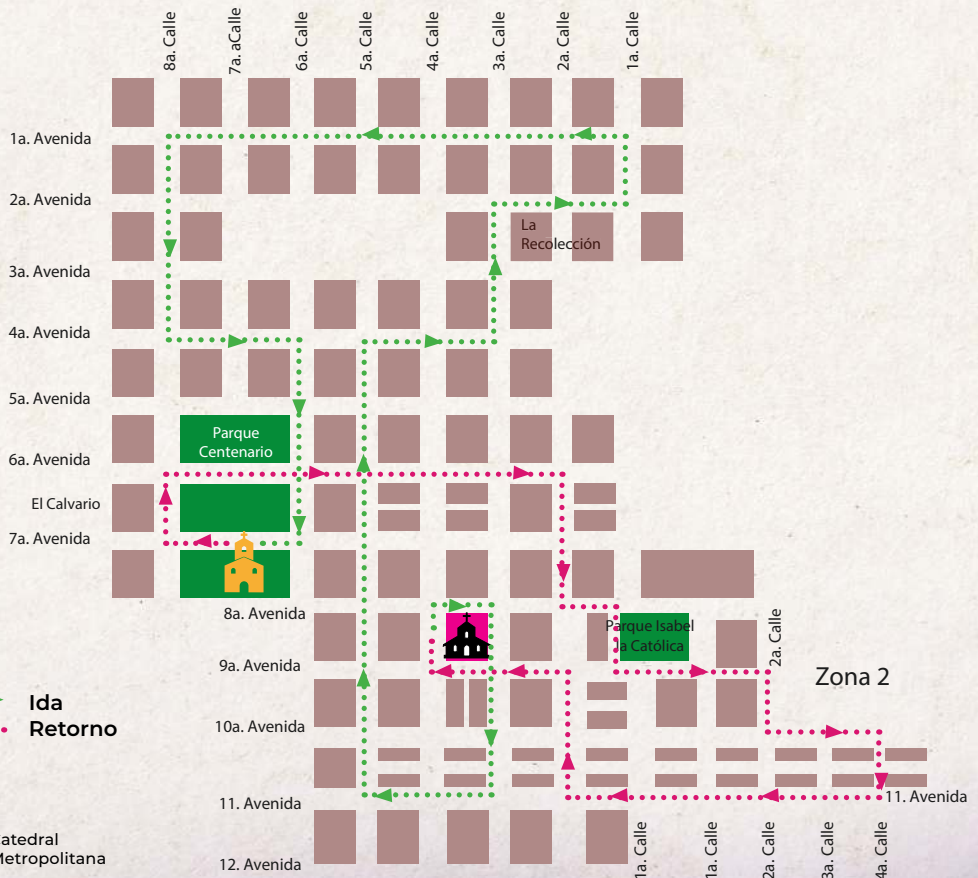 8a. Calle
7a. aCalle
6a. Calle
5a. Calle
4a. Calle
3a. Calle
2a. Calle
1a. Calle
1a. Avenida
2a. Avenida
La
Recolección
3a. Avenida
4a. Avenida
5a. Avenida
Parque
Centenario
6a. Avenida
El Calvario
7a. Avenida
8a. Avenida
Parque Isabel
la Católica
2a. Calle
9a. Avenida
Zona 2
Ida
Retorno
10a. Avenida
11. Avenida
11. Avenida
Catedral
Metropolitana
12. Avenida
1a. Calle
1a. Calle
2a. Calle
3a. Calle
4a. Calle